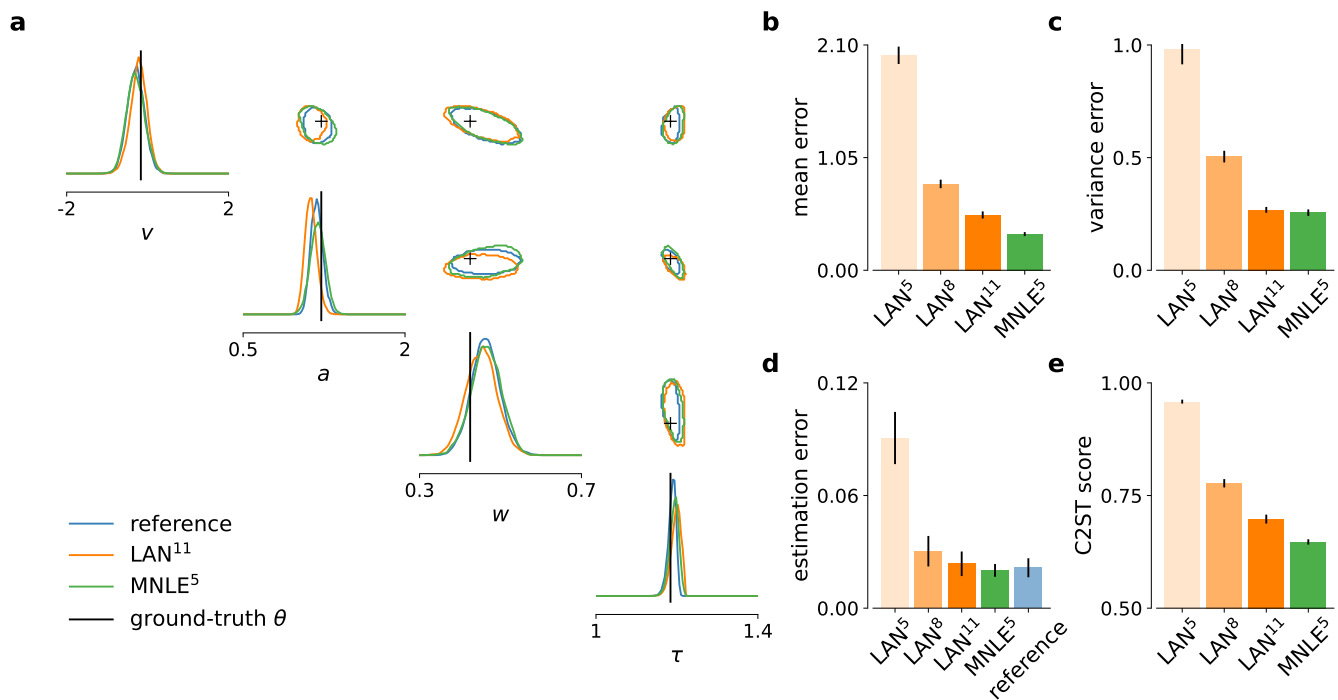 a
-2 2
v
0.5 2
a
0.3 0.7
w
1 1.4
τ
reference
LAN¹¹
MNLE⁵
ground-truth θ
b
mean error
2.10
1.05
0.00
LAN⁵ LAN⁸ LAN¹¹ MNLE⁵
c
variance error
1.0
0.5
0.0
LAN⁵ LAN⁸ LAN¹¹ MNLE⁵
d
estimation error
0.12
0.06
0.00
LAN⁵ LAN⁸ LAN¹¹ MNLE⁵ reference
e
C2ST score
1.00
0.75
0.50
LAN⁵ LAN⁸ LAN¹¹ MNLE⁵